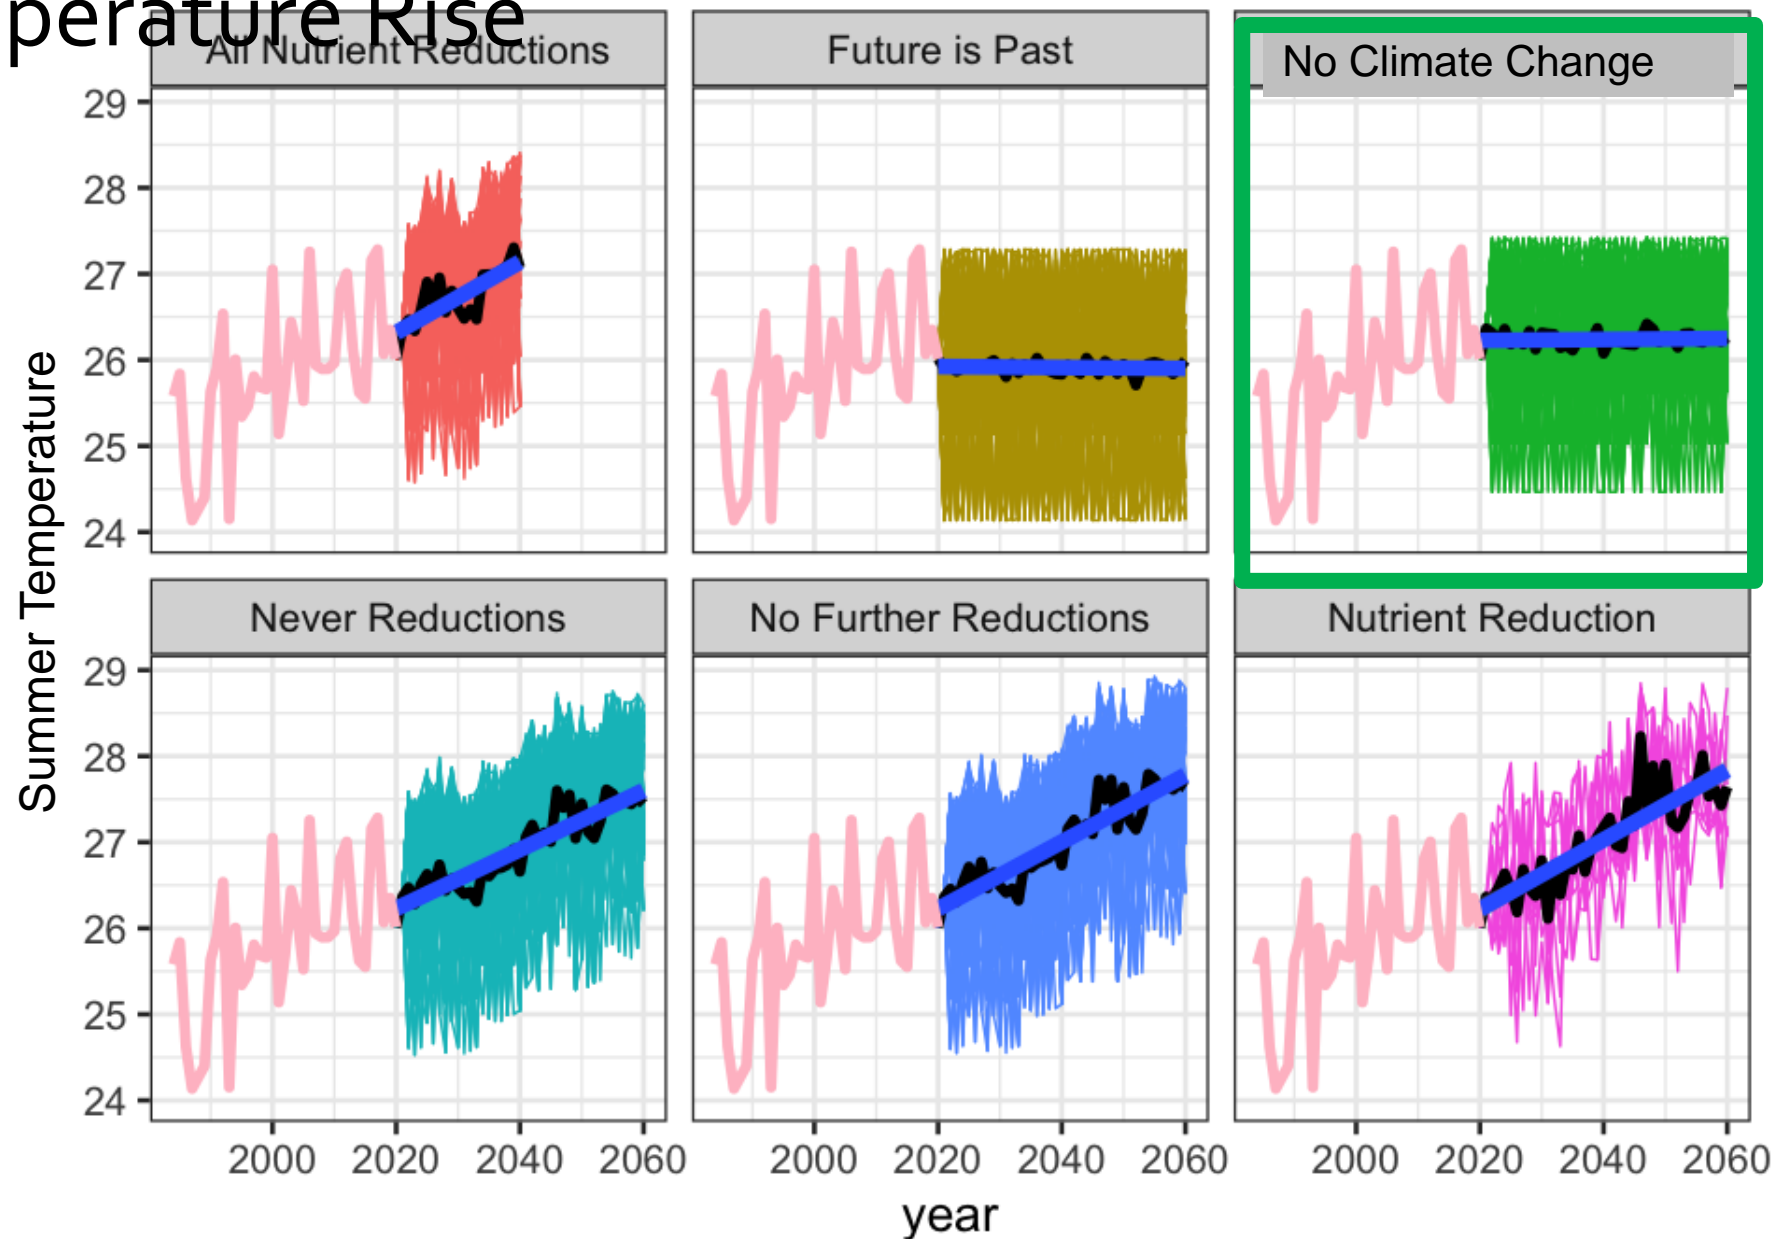 perature Rise
All Nutrient Reductions
Future is Past
No Climate Change
29
28
27
26
25
24
Summer Temperature
Never Reductions
No Further Reductions
Nutrient Reduction
29
28
27
26
25
24
2000 2020 2040 2060
2000 2020 2040 2060
2000 2020 2040 2060
year